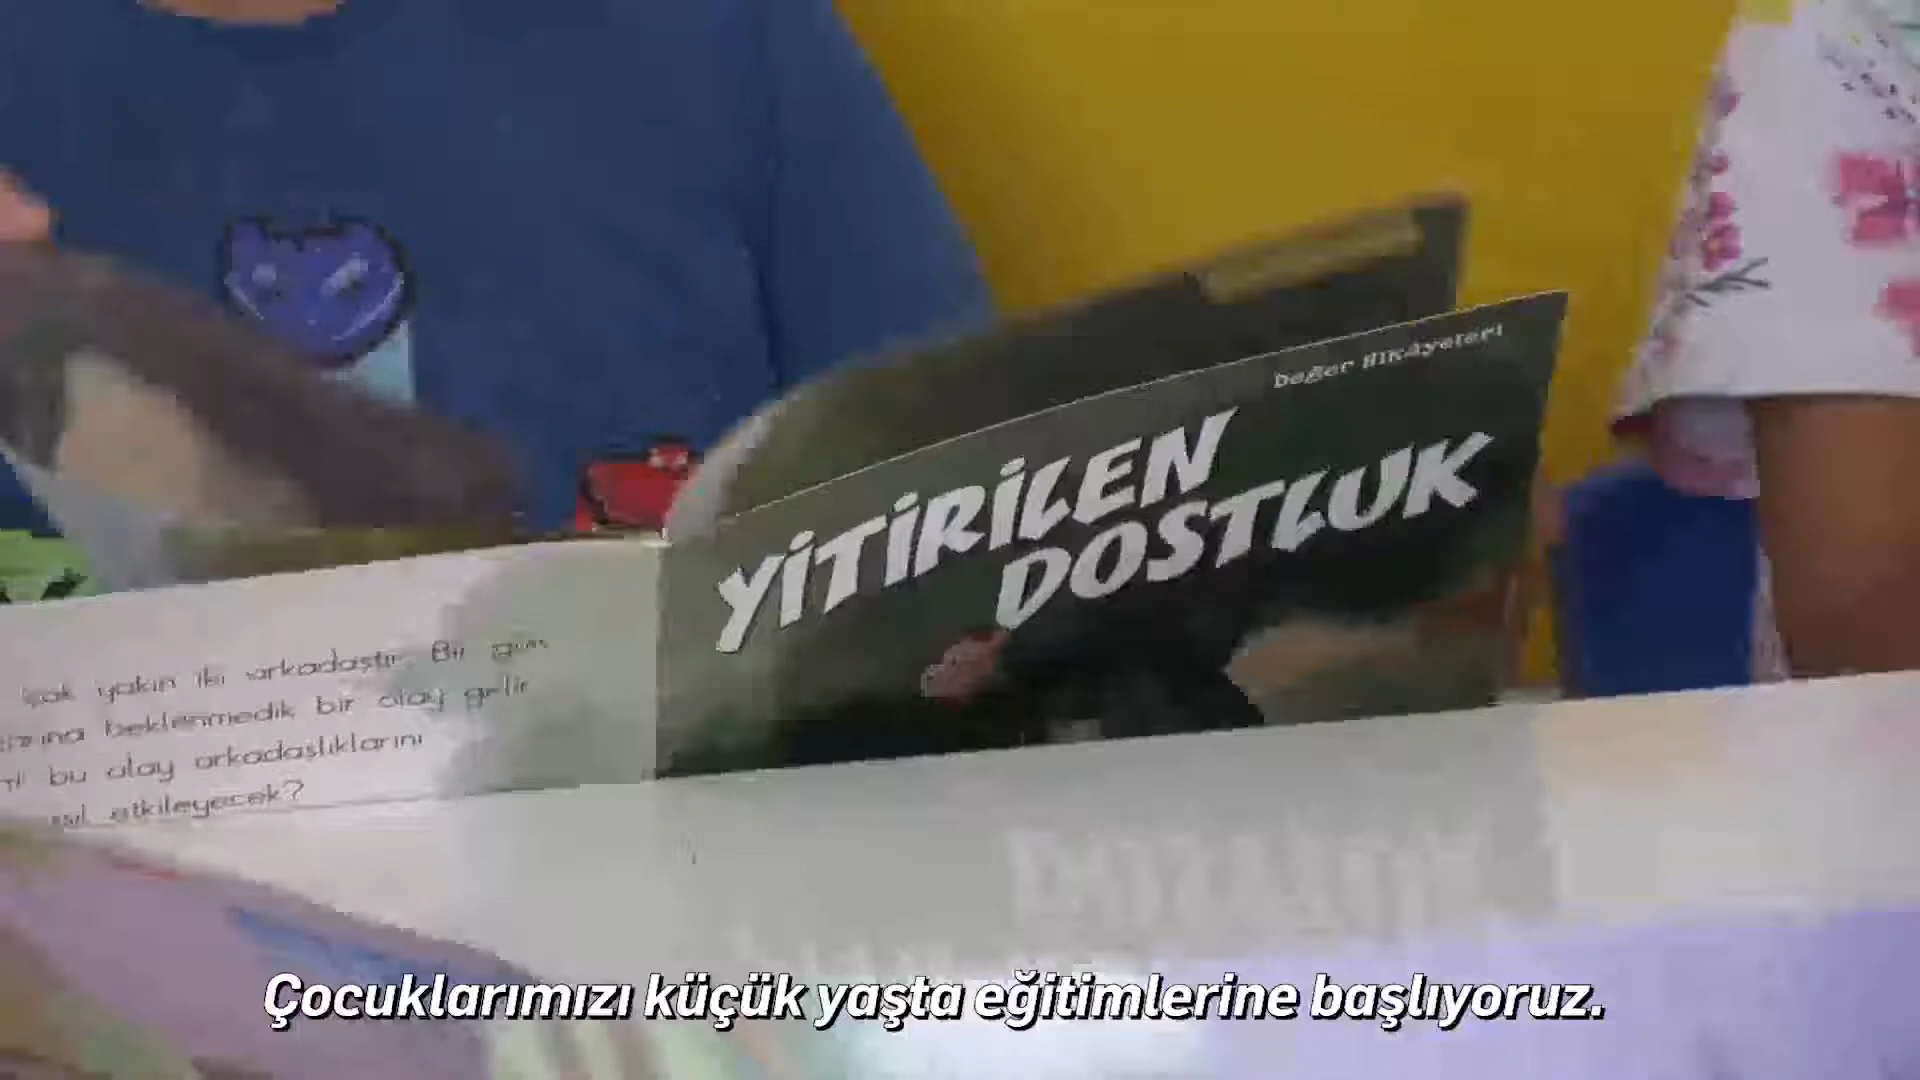 Değer Hikâyeleri
YİTİRİLEN
DOSTLUK
yakın iki arkadaştır. Bir gün
beklenmedik bir olay gelir
bu olay arkadaşlıklarını
etkileyecek?
Çocuklarımızı küçük yaşta eğitimlerine başlıyoruz.